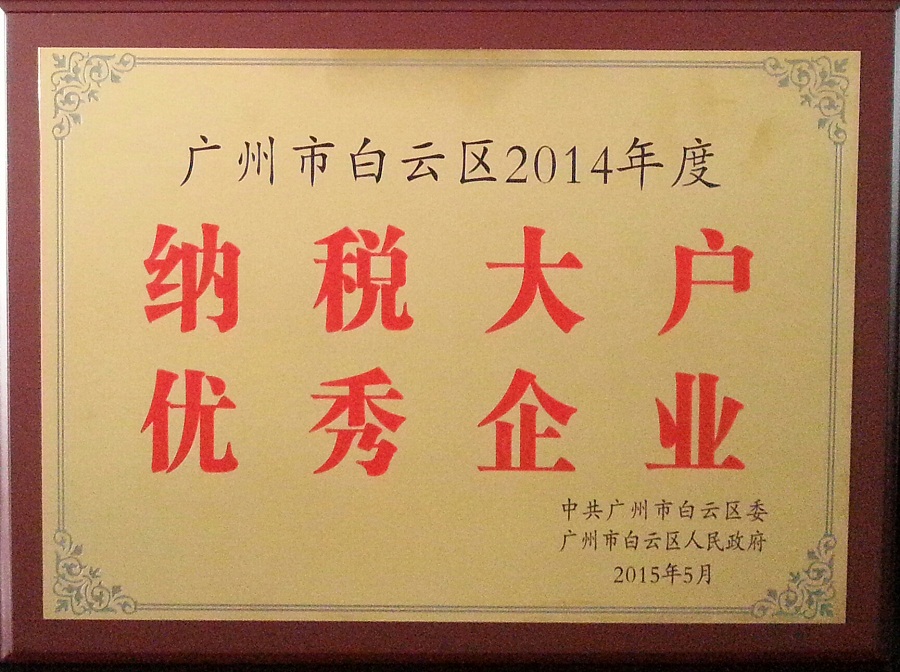 广州市白云区2014年度
纳税大户
优秀企业
中共广州市白云区委
广州市白云区人民政府
2015年5月